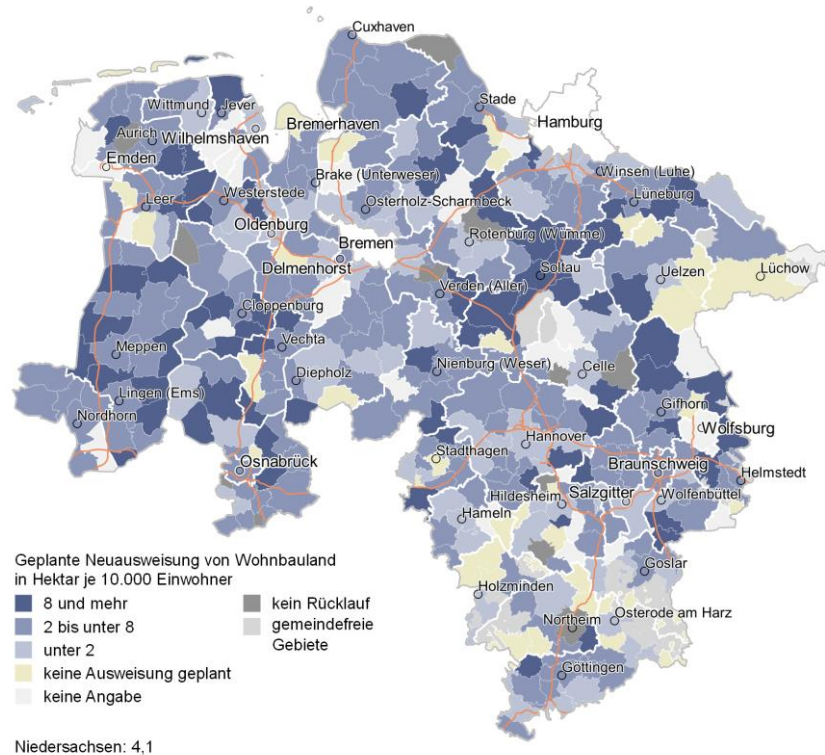 Cuxhaven
Wittmund
Jever
Stade
Bremerhaven
Hamburg
Aurich
Wilhelmshaven
Emden
Brake (Unterweser)
Winsen (Luhe)
Leer
Westerstede
Osterholz-Scharmbeck
Lüneburg
Oldenburg
Rotenburg (Wümme)
Bremen
Delmenhorst
Soltau
Uelzen
Lüchow
Verden (Aller)
Cloppenburg
Vechta
Meppen
Nienburg (Weser)
Celle
Diepholz
Lingen (Ems)
Gifhorn
Nordhorn
Wolfsburg
Hannover
Stadthagen
Osnabrück
Braunschweig
Helmstedt
Hildesheim
Salzgitter
Wolfenbüttel
Hameln
Goslar
Holzminden
Northeim
Osterode am Harz
Göttingen
Geplante Neuausweisung von Wohnbauland
in Hektar je 10.000 Einwohner
8 und mehr
2 bis unter 8
unter 2
keine Ausweisung geplant
keine Angabe
kein Rücklauf
gemeindefreie
Gebiete
Niedersachsen: 4,1